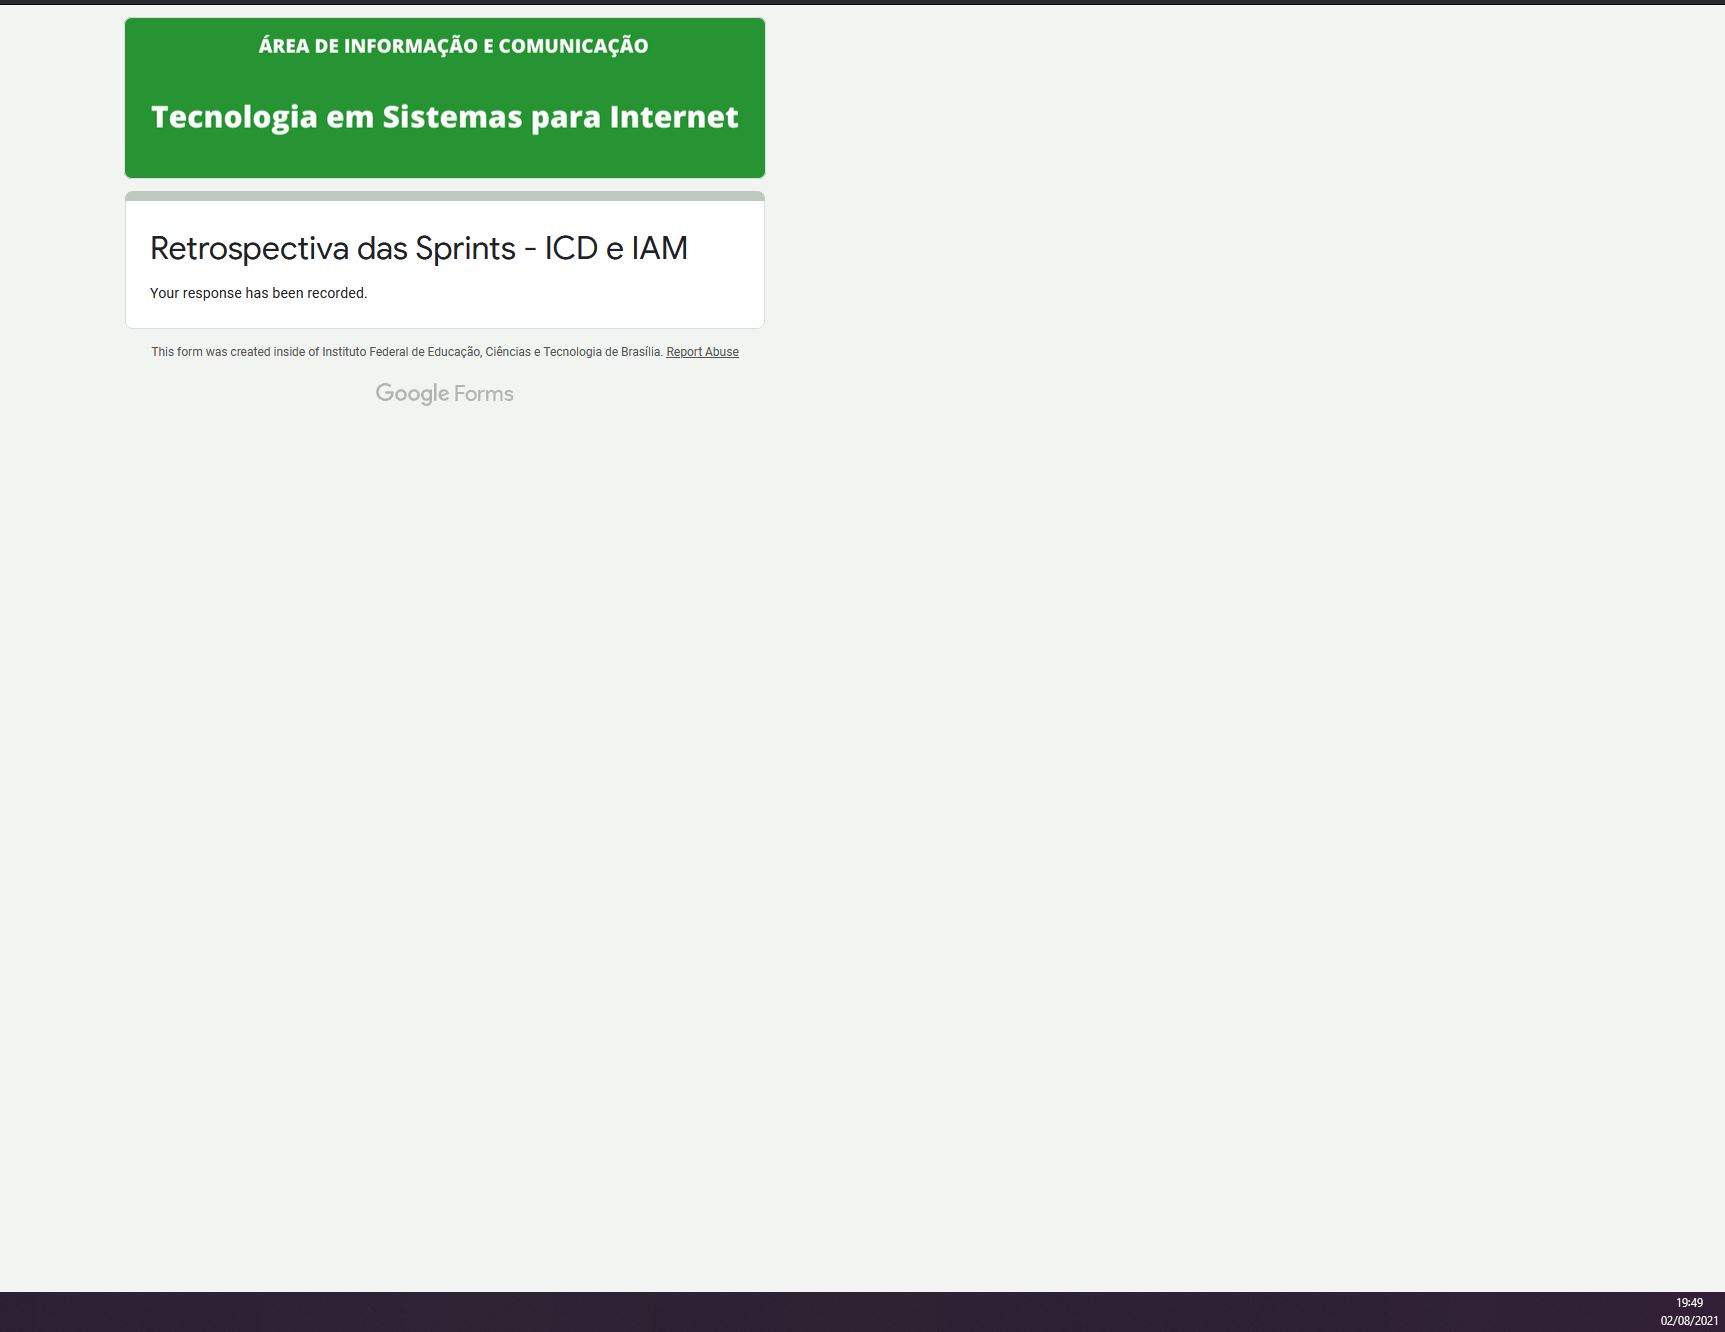 ÁREA DE INFORMAÇÃO E COMUNICAÇÃO
Tecnologia em Sistemas para Internet
Retrospectiva das Sprints - ICD e IAM
Your response has been recorded.
This form was created inside of Instituto Federal de Educação, Ciências e Tecnologia de Brasília. Report Abuse
Google Forms
19:49
02/08/2021